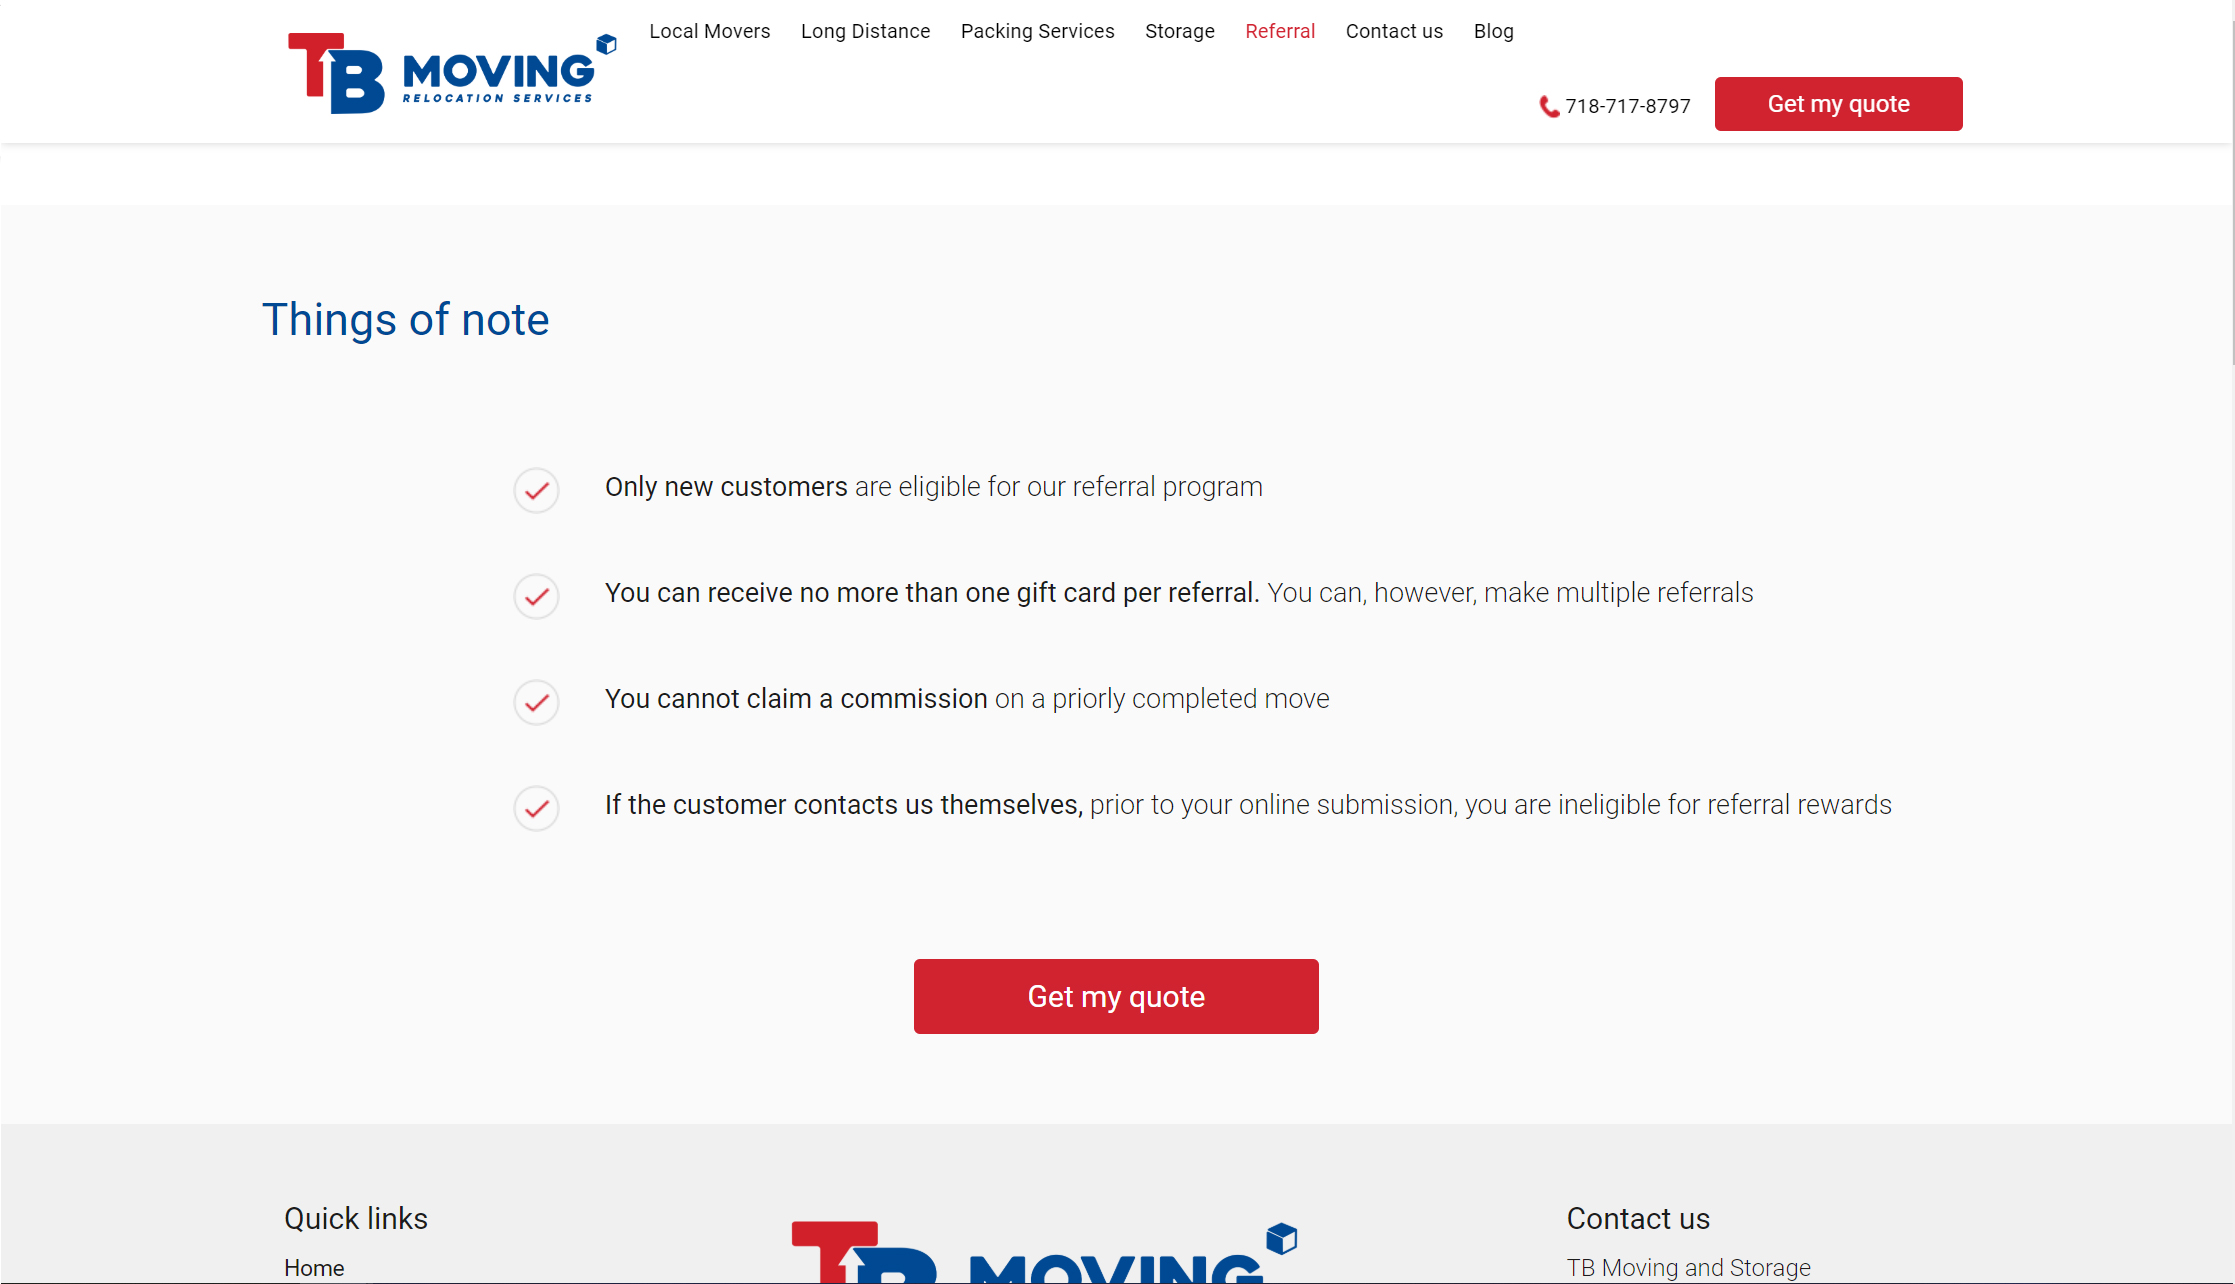 Local Movers Long Distance Packing Services Storage Referral Contact us Blog
TB MOVING
RELOCATION SERVICES
718-717-8797 Get my quote
Things of note
Only new customers are eligible for our referral program
You can receive no more than one gift card per referral. You can, however, make multiple referrals
You cannot claim a commission on a priorly completed move
If the customer contacts us themselves, prior to your online submission, you are ineligible for referral rewards
Get my quote
Quick links
Home
TB MOVING
Contact us
TB Moving and Storage